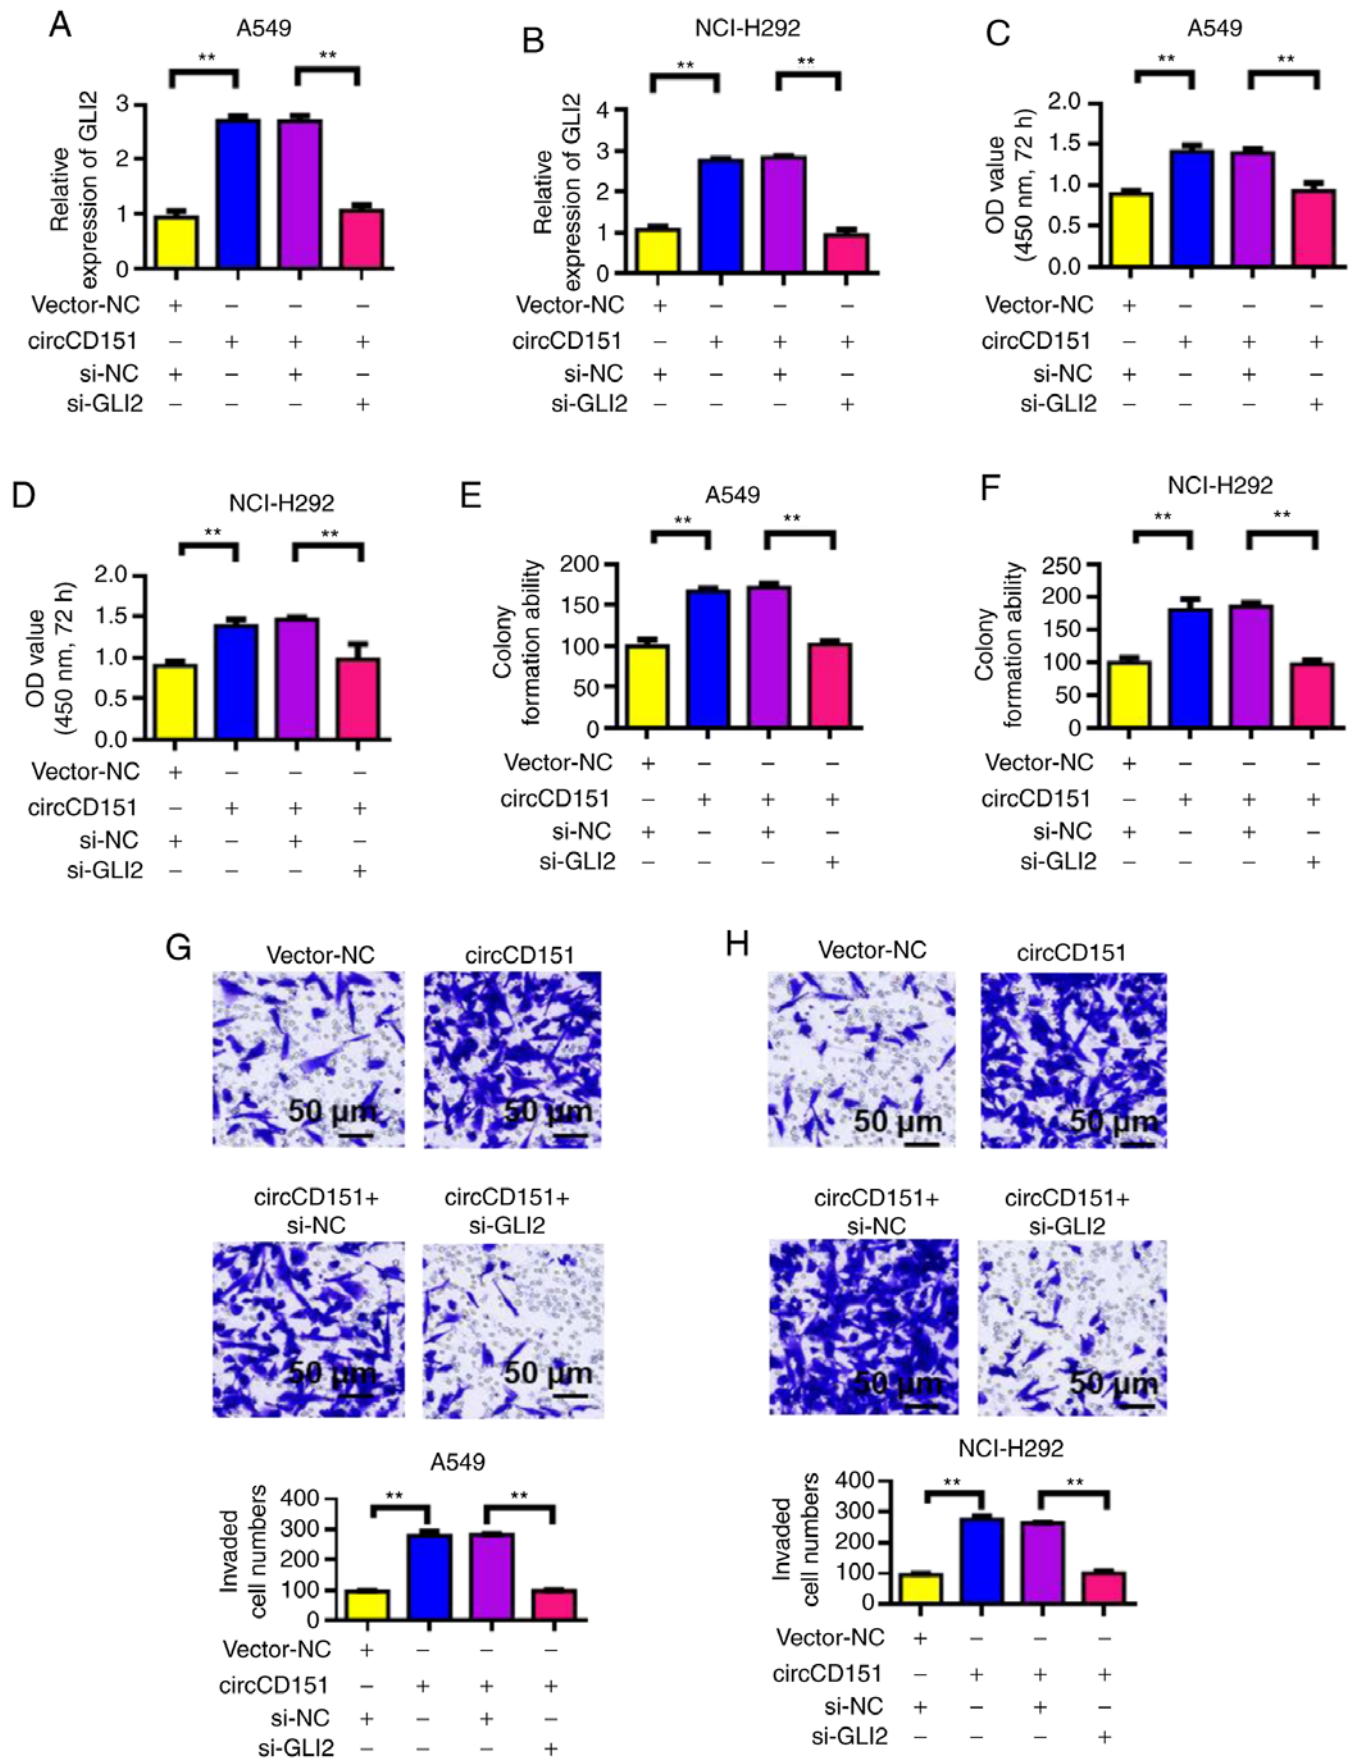 A
A549
**
**
Relative
expression of GLI2
3
2
1
0
Vector-NC + − − −
circCD151 − + + +
si-NC + − + −
si-GLI2 − − − +
B
NCI-H292
**
**
Relative
expression of GLI2
4
3
2
1
0
Vector-NC + − − −
circCD151 − + + +
si-NC + − + −
si-GLI2 − − − +
C
A549
**
**
OD value
(450 nm, 72 h)
2.0
1.5
1.0
0.5
0.0
Vector-NC + − − −
circCD151 − + + +
si-NC + − + −
si-GLI2 − − − +
D
NCI-H292
**
**
OD value
(450 nm, 72 h)
2.0
1.5
1.0
0.5
0.0
Vector-NC + − − −
circCD151 − + + +
si-NC + − + −
si-GLI2 − − − +
E
A549
**
**
Colony
formation ability
200
150
100
50
0
Vector-NC + − − −
circCD151 − + + +
si-NC + − + −
si-GLI2 − − − +
F
NCI-H292
**
**
Colony
formation ability
250
200
150
100
50
0
Vector-NC + − − −
circCD151 − + + +
si-NC + − + −
si-GLI2 − − − +
G
Vector-NC
circCD151
50 µm
50 µm
circCD151+
si-NC
circCD151+
si-GLI2
50 µm
50 µm
A549
**
**
Invaded
cell numbers
400
300
200
100
0
Vector-NC + − − −
circCD151 − + + +
si-NC + − + −
si-GLI2 − − − +
H
Vector-NC
circCD151
50 µm
50 µm
circCD151+
si-NC
circCD151+
si-GLI2
50 µm
50 µm
NCI-H292
**
**
Invaded
cell numbers
400
300
200
100
0
Vector-NC + − − −
circCD151 − + + +
si-NC + − + −
si-GLI2 − − − +